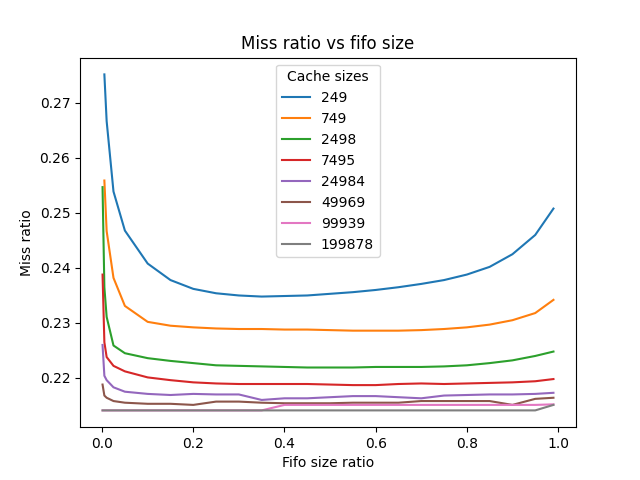 Miss ratio vs fifo size
Miss ratio
0.27
0.26
0.25
0.24
0.23
0.22
Cache sizes
249
749
2498
7495
24984
49969
99939
199878
0.0 0.2 0.4 0.6 0.8 1.0
Fifo size ratio